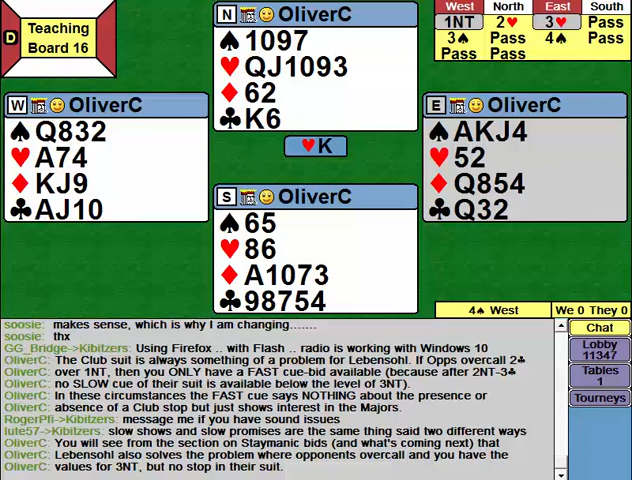 Teaching
D
Board 16
N OliverC
♠1097
♥QJ1093
♦62
♣K6
West North East South
1NT 2♥ 3♥ Pass
3♠ Pass 4♠ Pass
Pass Pass
W OliverC
♠Q832
♥A74
♦KJ9
♣AJ10
♥K
E OliverC
♠AKJ4
♥52
♦Q854
♣Q32
S OliverC
♠65
♥86
♦A1073
♣98754
4♠ West We 0 They 0
soosie: makes sense, which is why I am changing.......
soosie: thx
GG_Bridge->Kibitzers: Using Firefox .. with Flash .. radio is working with Windows 10
OliverC: The Club suit is always something of a problem for Lebensohl. If Opps overcall 2♣
OliverC: over 1NT, then you ONLY have a FAST cue-bid available (because after 2NT-3♣
OliverC: no SLOW cue of their suit is available below the level of 3NT).
OliverC: In these circumstances the FAST cue says NOTHING about the presence or
OliverC: absence of a Club stop but just shows interest in the Majors.
RogerPfi->Kibitzers: message me if you have sound issues
lute57->Kibitzers: slow shows and slow promises are the same thing said two different ways
OliverC: You will see from the section on Staymanic bids (and what's coming next) that
OliverC: Lebensohl also solves the problem where opponents overcall and you have the
OliverC: values for 3NT, but no stop in their suit.
Chat
Lobby
11347
Tables
1
Tourneys